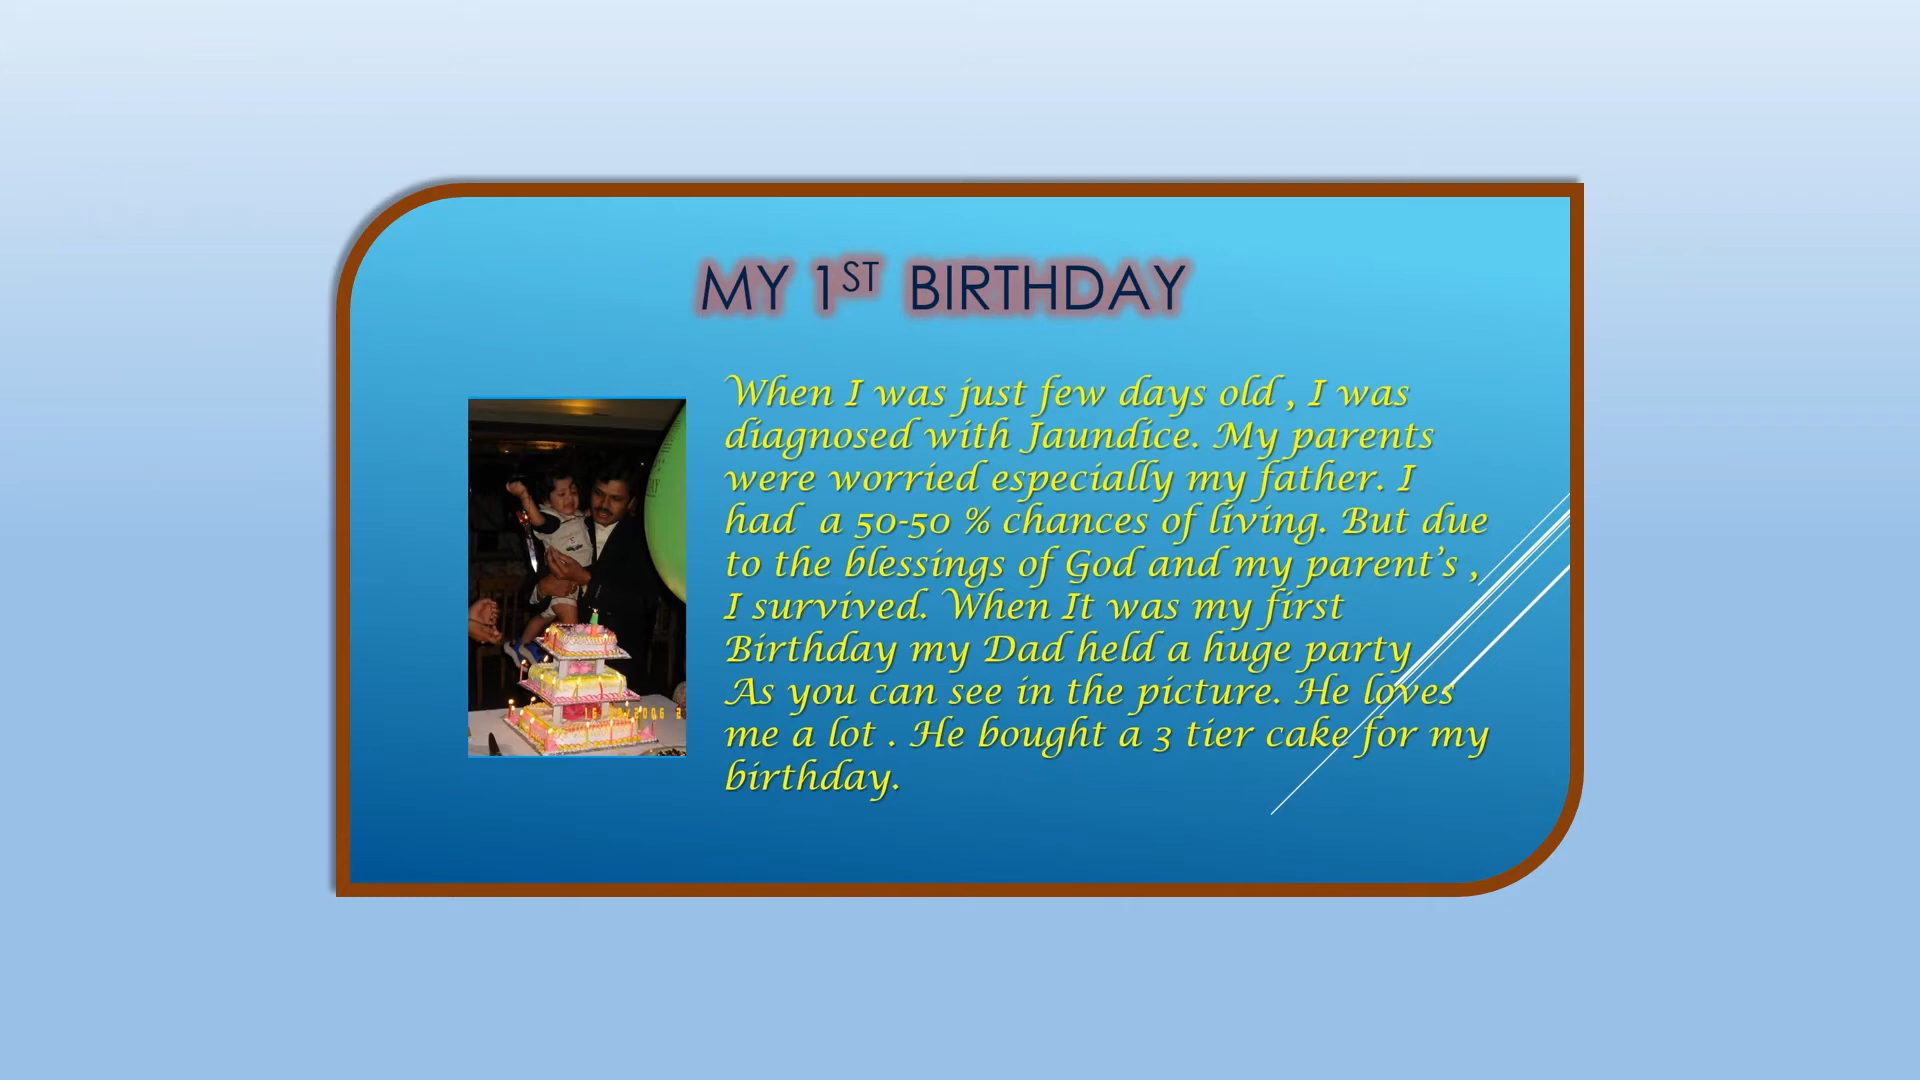 MY 1ST BIRTHDAY
When I was just few days old , I was
diagnosed with Jaundice. My parents
were worried especially my father. I
had  a 50-50 % chances of living. But due
to the blessings of God and my parent's ,
I survived. When It was my first
Birthday my Dad held a huge party
As you can see in the picture. He loves
me a lot . He bought a 3 tier cake for my
birthday.